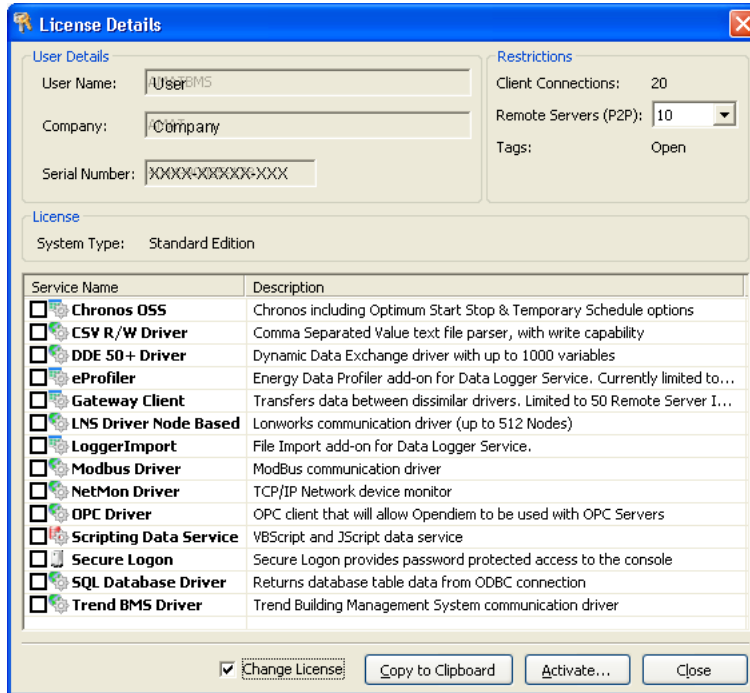 License Details
User Details
User Name: User
Company: Company
Serial Number: XXXX-XXXXX-XXX
Restrictions
Client Connections: 20
Remote Servers (P2P): 10
Tags: Open
License
System Type: Standard Edition
Service Name Description
Chronos OSS Chronos including Optimum Start Stop & Temporary Schedule options
CSV R/W Driver Comma Separated Value text file parser, with write capability
DDE 50+ Driver Dynamic Data Exchange driver with up to 1000 variables
eProfiler Energy Data Profiler add-on for Data Logger Service. Currently limited to...
Gateway Client Transfers data between dissimilar drivers. Limited to 50 Remote Server I...
LNS Driver Node Based Lonworks communication driver (up to 512 Nodes)
LoggerImport File Import add-on for Data Logger Service.
Modbus Driver ModBus communication driver
NetMon Driver TCP/IP Network device monitor
OPC Driver OPC client that will allow Opendiem to be used with OPC Servers
Scripting Data Service VBScript and JScript data service
Secure Logon Secure Logon provides password protected access to the console
SQL Database Driver Returns database table data from ODBC connection
Trend BMS Driver Trend Building Management System communication driver
Change License Copy to Clipboard Activate... Close